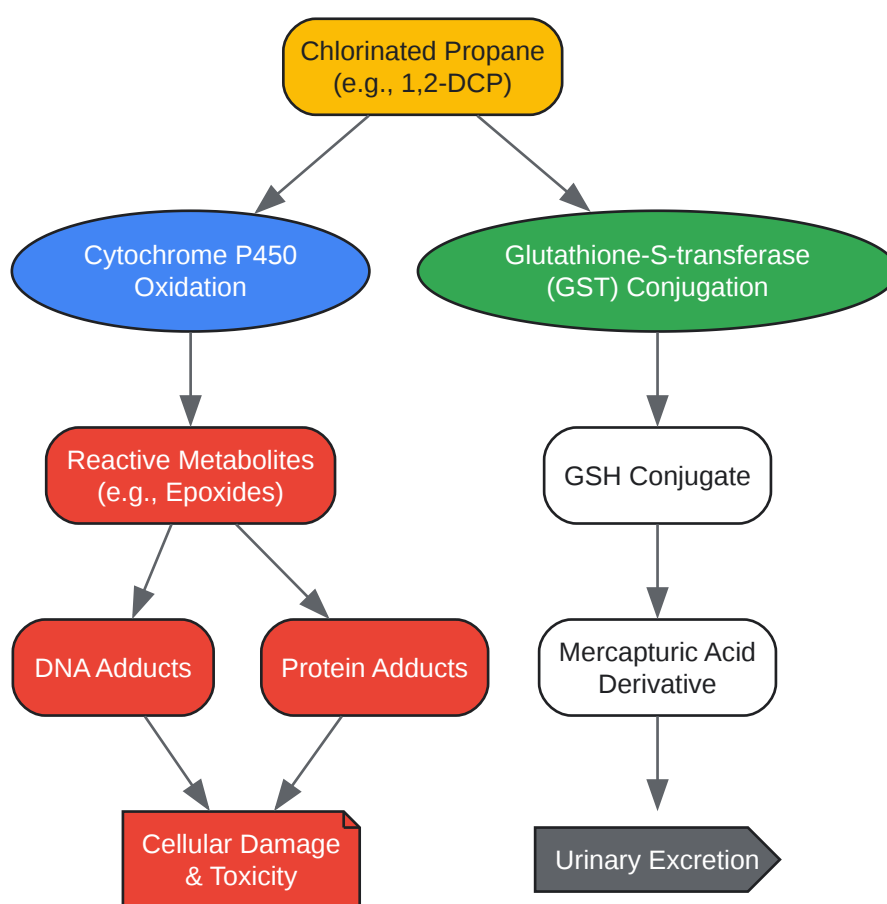 Chlorinated Propane
(e.g., 1,2-DCP)
Cytochrome P450
Oxidation
Glutathione-S-transferase
(GST) Conjugation
Reactive Metabolites
(e.g., Epoxides)
GSH Conjugate
DNA Adducts
Protein Adducts
Mercapturic Acid
Derivative
Cellular Damage
& Toxicity
Urinary Excretion